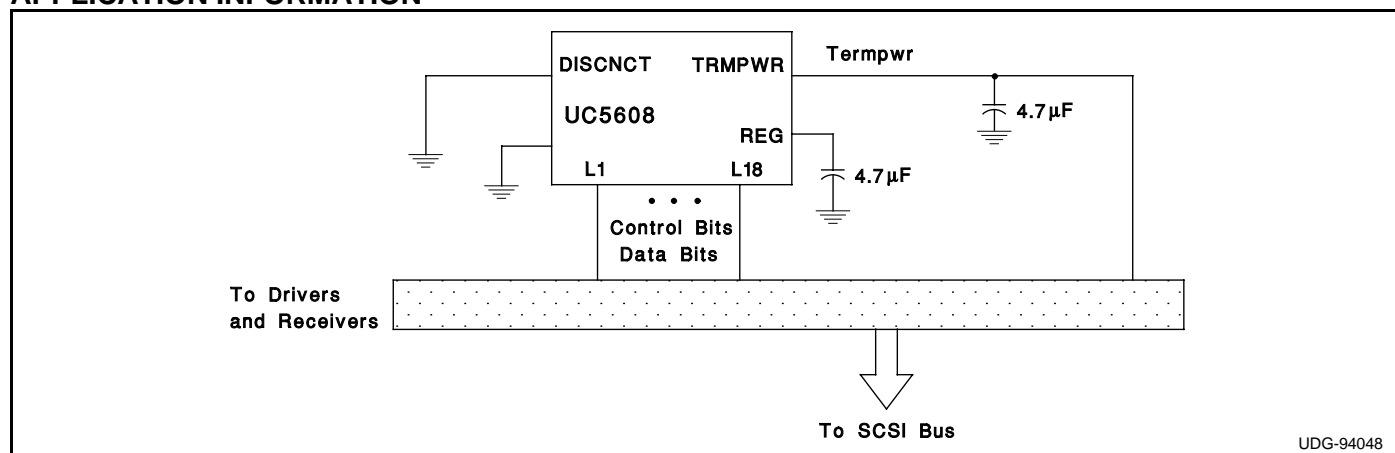 APPLICATION INFORMATION
DISCNCT
TRMPWR
Termpwr
UC5608
4.7µF
REG
L1
L18
4.7µF
• • •
Control Bits
Data Bits
To Drivers
and Receivers
To SCSI Bus
UDG-94048